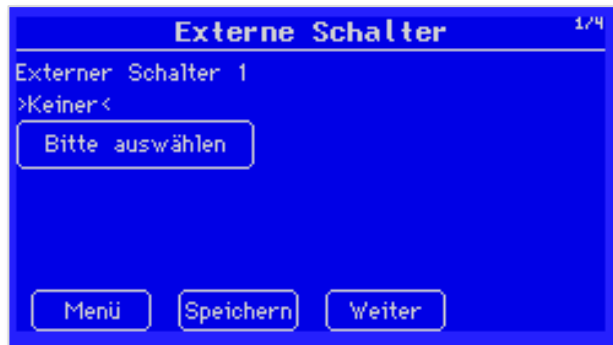 Externe Schalter 1/4
Externer Schalter 1
>Keiner<
Bitte auswählen
Menü Speichern Weiter